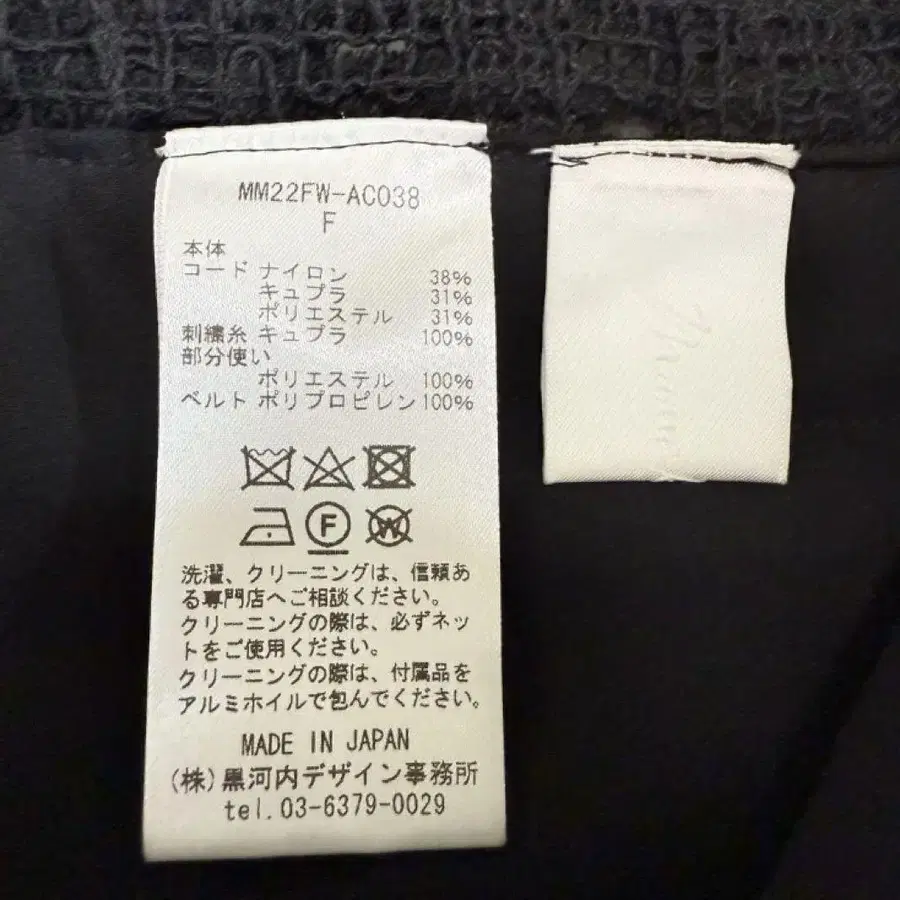 MM22FW-AC038
F
本体
コード ナイロン 38%
キュプラ 31%
ポリエステル 31%
刺繍糸 キュプラ 100%
部分使い
ポリエステル 100%
ベルト ポリプロピレン 100%
F
W
洗濯、クリーニングは、信頼あ
る専門店へご相談ください。
クリーニングの際は、必ずネッ
トをご使用ください。
クリーニングの際は、付属品を
アルミホイルで包んでください。
MADE IN JAPAN
(株)黒河内デザイン事務所
tel.03-6379-0029